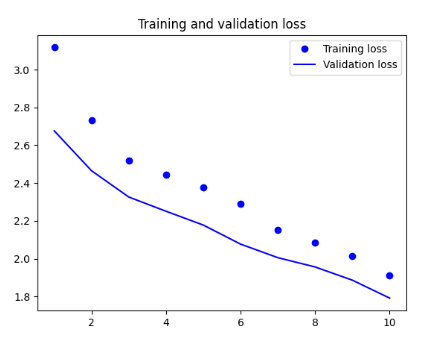 Training and validation loss
Training loss
Validation loss
3.0
2.8
2.6
2.4
2.2
2.0
1.8
2 4 6 8 10